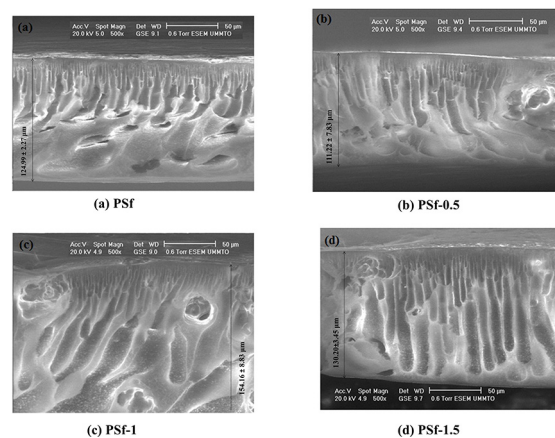 (a)
Acc.V Spot Magn Det WD 50 µm
20.0 kV 5.0 500x GSE 9.1 0.6 Torr ESEM UMMTO
124.99 ± 2.27 µm
(a) PSf
(b)
Acc.V Spot Magn Det WD 50 µm
20.0 kV 5.0 500x GSE 9.4 0.6 Torr ESEM UMMTO
111.22 ± 7.83 µm
(b) PSf-0.5
(c)
Acc.V Spot Magn Det WD 50 µm
20.0 kV 4.9 500x GSE 9.0 0.6 Torr ESEM UMMTO
154.16 ± 8.83 µm
(c) PSf-1
(d)
130.20±3.45 µm
Acc.V Spot Magn Det WD 50 µm
20.0 kV 4.9 500x GSE 9.7 0.6 Torr ESEM UMMTO
(d) PSf-1.5